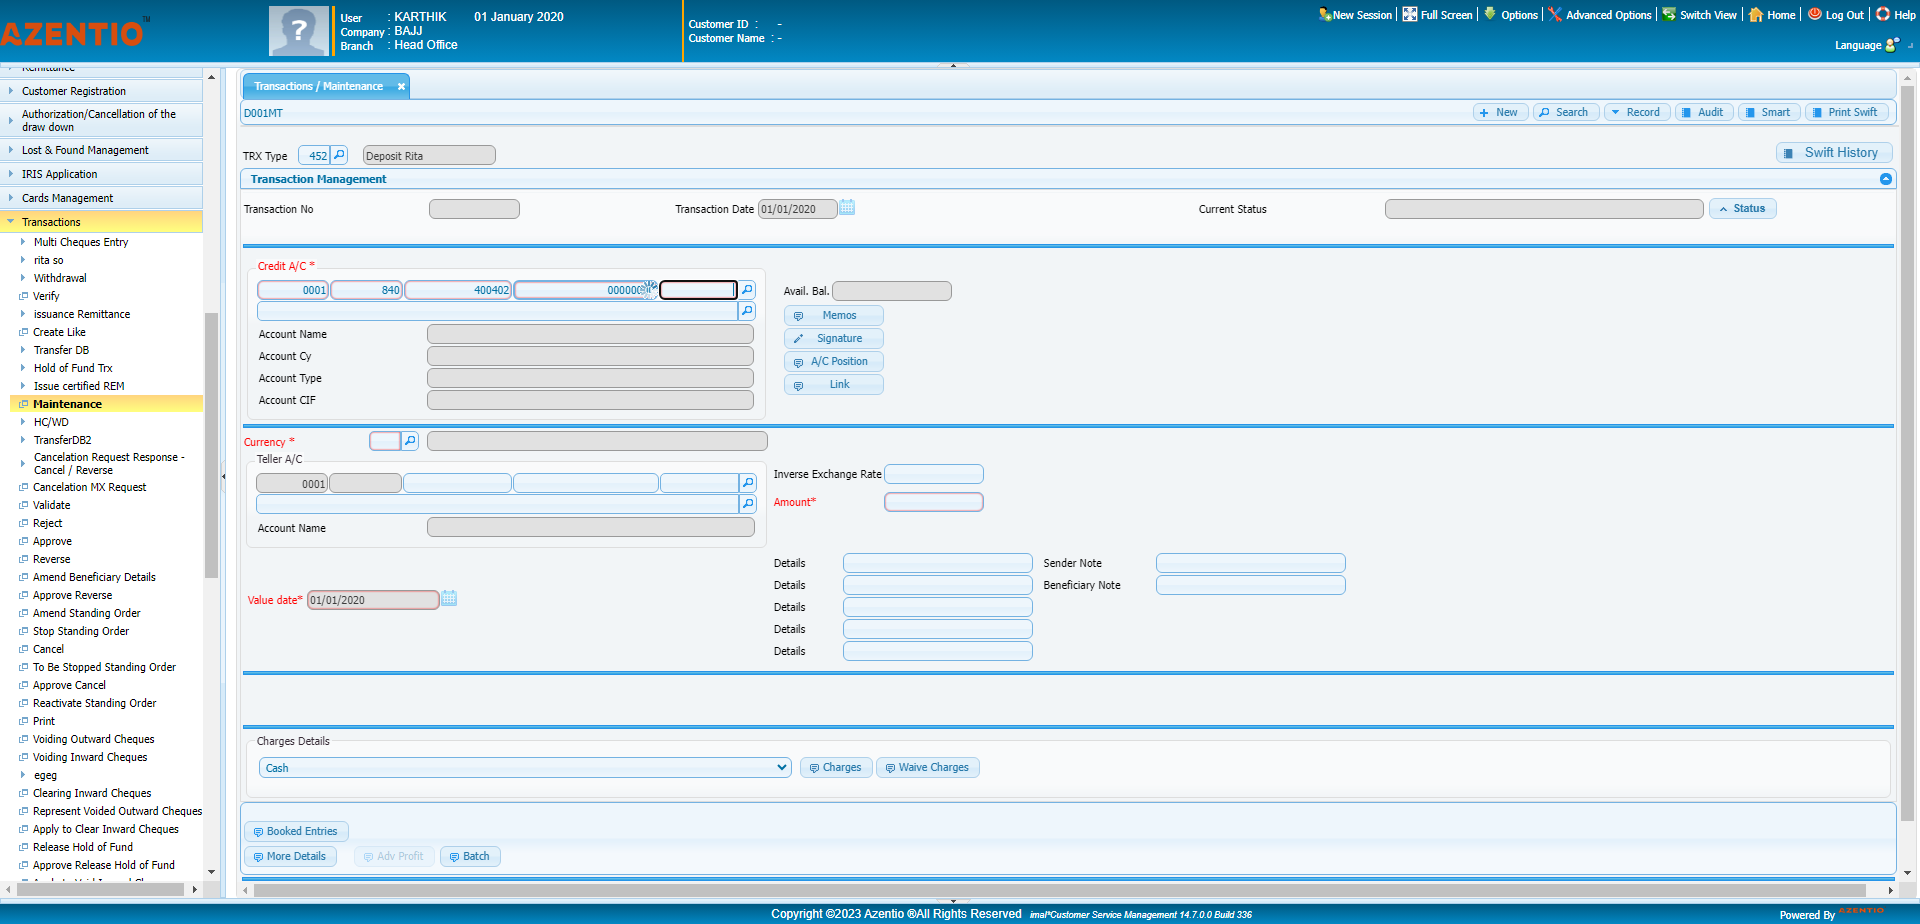 AZENTIO™
User : KARTHIK 01 January 2020
Company : BAJJ
Branch : Head Office
Customer ID : -
Customer Name : -
New Session Full Screen Options Advanced Options Switch View Home Log Out Help
Language
Customer Registration
Authorization/Cancellation of the
draw down
Lost & Found Management
IRIS Application
Cards Management
Transactions
Multi Cheques Entry
rita so
Withdrawal
Verify
issuance Remittance
Create Like
Transfer DB
Hold of Fund Trx
Issue certified REM
Maintenance
HC/WD
TransferDB2
Cancelation Request Response -
Cancel / Reverse
Cancelation MX Request
Validate
Reject
Approve
Reverse
Amend Beneficiary Details
Approve Reverse
Amend Standing Order
Stop Standing Order
Cancel
To Be Stopped Standing Order
Approve Cancel
Reactivate Standing Order
Print
Voiding Outward Cheques
Voiding Inward Cheques
egeg
Clearing Inward Cheques
Represent Voided Outward Cheques
Apply to Clear Inward Cheques
Release Hold of Fund
Approve Release Hold of Fund
Transactions / Maintenance
D001MT
New Search Record Audit Smart Print Swift
TRX Type 452 Deposit Rita
Swift History
Transaction Management
Transaction No
Transaction Date 01/01/2020
Current Status
Status
Credit A/C *
0001 840 400402
Avail. Bal.
Memos
Signature
A/C Position
Link
Account Name
Account Cy
Account Type
Account CIF
Currency *
Teller A/C
0001
Account Name
Inverse Exchange Rate
Amount*
Value date* 01/01/2020
Details
Details
Details
Details
Details
Sender Note
Beneficiary Note
Charges Details
Cash
Charges Waive Charges
Booked Entries
More Details Adv Profit Batch
Copyright ©2023 Azentio ®All Rights Reserved imal*Customer Service Management 14.7.0.0 Build 336
Powered By AZENTIO